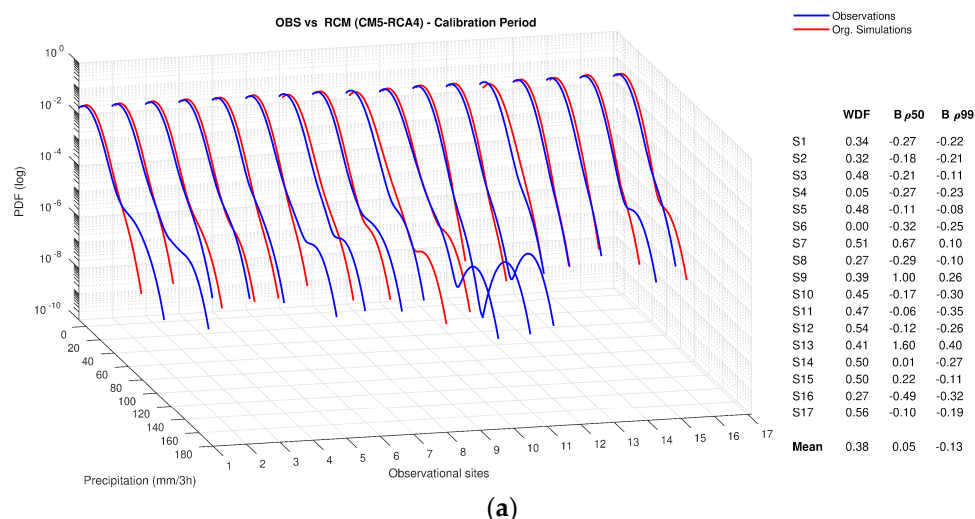 OBS vs RCM (CM5-RCA4) - Calibration Period
Observations
Org. Simulations
PDF (log)
10^0
10^-2
10^-4
10^-6
10^-8
10^-10
0
20
40
60
80
100
120
140
160
180
Precipitation (mm/3h)
1
2
3
4
5
6
7
8
9
10
11
12
13
14
15
16
17
Observational sites
WDF B ρ50 B ρ99
S1 0.34 -0.27 -0.22
S2 0.32 -0.18 -0.21
S3 0.48 -0.21 -0.11
S4 0.05 -0.27 -0.23
S5 0.48 -0.11 -0.08
S6 0.00 -0.32 -0.25
S7 0.51 0.67 0.10
S8 0.27 -0.29 -0.10
S9 0.39 1.00 0.26
S10 0.45 -0.17 -0.30
S11 0.47 -0.06 -0.35
S12 0.54 -0.12 -0.26
S13 0.41 1.60 0.40
S14 0.50 0.01 -0.27
S15 0.50 0.22 -0.11
S16 0.27 -0.49 -0.32
S17 0.56 -0.10 -0.19
Mean 0.38 0.05 -0.13
(a)